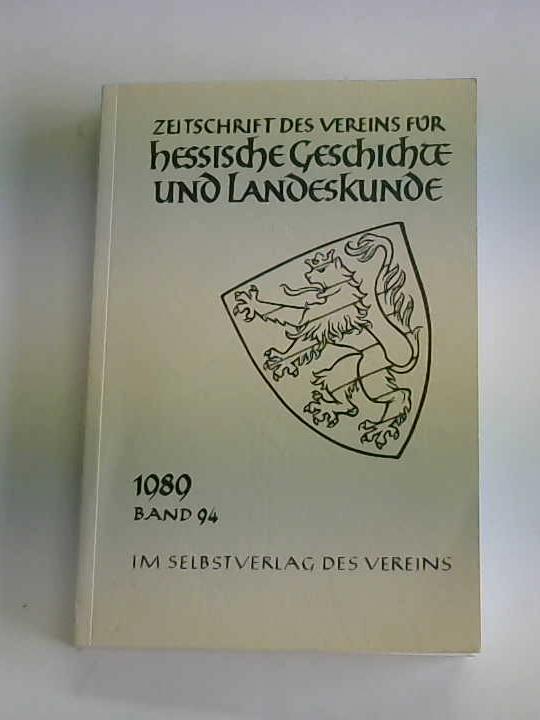 ZEITSCHRIFT DES VEREINS FÜR
hessische Geschichte
und Landeskunde
1989
BAND 94
IM SELBSTVERLAG DES VEREINS